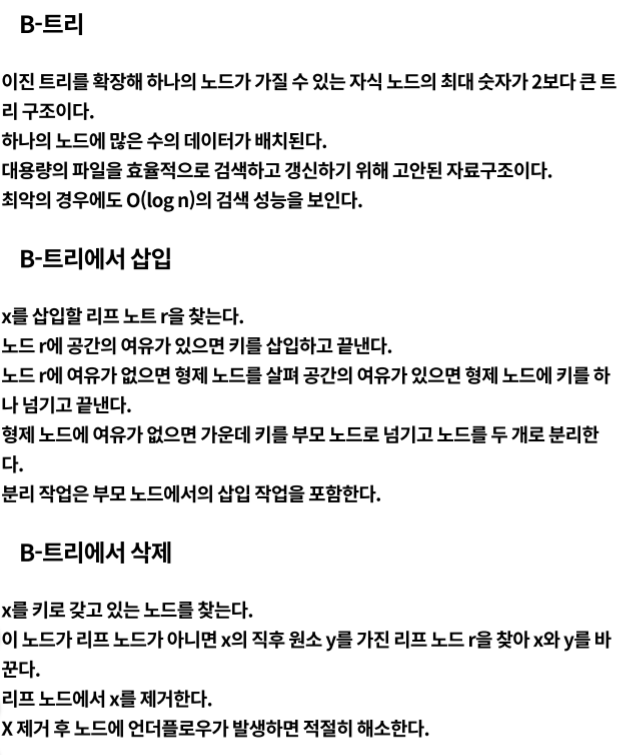 B-트리
이진 트리를 확장해 하나의 노드가 가질 수 있는 자식 노드의 최대 숫자가 2보다 큰 트
리 구조이다.
하나의 노드에 많은 수의 데이터가 배치된다.
대용량의 파일을 효율적으로 검색하고 갱신하기 위해 고안된 자료구조이다.
최악의 경우에도 O(log n)의 검색 성능을 보인다.
B-트리에서 삽입
x를 삽입할 리프 노트 r을 찾는다.
노드 r에 공간의 여유가 있으면 키를 삽입하고 끝낸다.
노드 r에 여유가 없으면 형제 노드를 살펴 공간의 여유가 있으면 형제 노드에 키를 하
나 넘기고 끝낸다.
형제 노드에 여유가 없으면 가운데 키를 부모 노드로 넘기고 노드를 두 개로 분리한
다.
분리 작업은 부모 노드에서의 삽입 작업을 포함한다.
B-트리에서 삭제
x를 키로 갖고 있는 노드를 찾는다.
이 노드가 리프 노드가 아니면 x의 직후 원소 y를 가진 리프 노드 r을 찾아 x와 y를 바
꾼다.
리프 노드에서 x를 제거한다.
X 제거 후 노드에 언더플로우가 발생하면 적절히 해소한다.